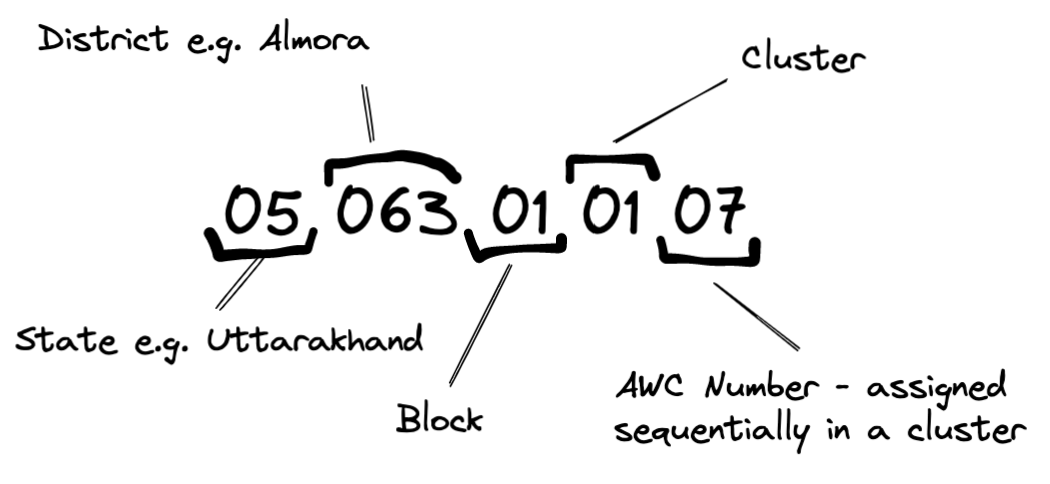 District e.g. Almora
Cluster
05 063 01 01 07
State e.g. Uttarakhand
Block
AWC Number - assigned
sequentially in a cluster